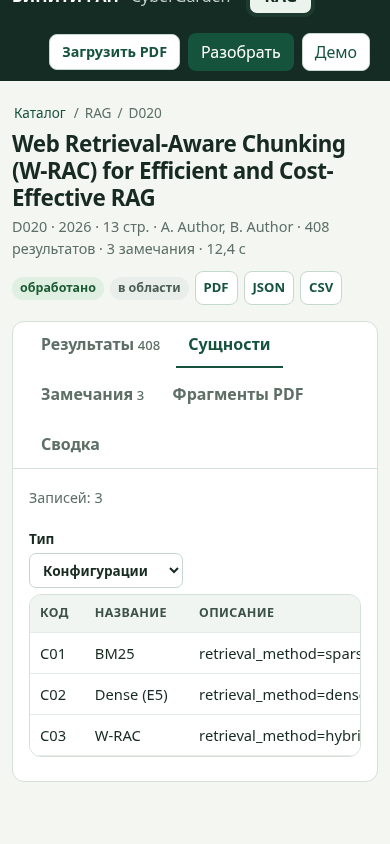 Загрузить PDF
Разобрать
Демо
Каталог / RAG / D020
Web Retrieval-Aware Chunking
(W-RAC) for Efficient and Cost-
Effective RAG
D020 · 2026 · 13 стр. · A. Author, B. Author · 408
результатов · 3 замечания · 12,4 с
обработано
в области
PDF
JSON
CSV
Результаты 408
Сущности
Замечания 3
Фрагменты PDF
Сводка
Записей: 3
Тип
Конфигурации
КОД НАЗВАНИЕ ОПИСАНИЕ
C01 BM25 retrieval_method=spars
C02 Dense (E5) retrieval_method=dens
C03 W-RAC retrieval_method=hybri